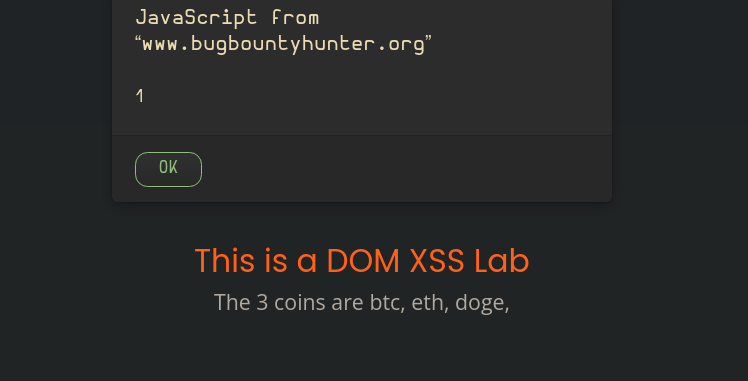 JavaScript from
“www.bugbountyhunter.org”
1
OK
This is a DOM XSS Lab
The 3 coins are btc, eth, doge,